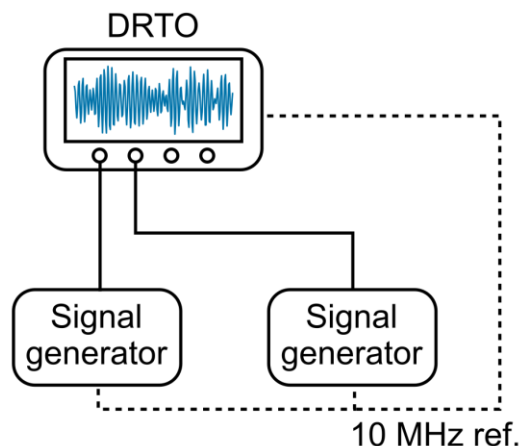 DRTO
Signal
generator
Signal
generator
10 MHz ref.